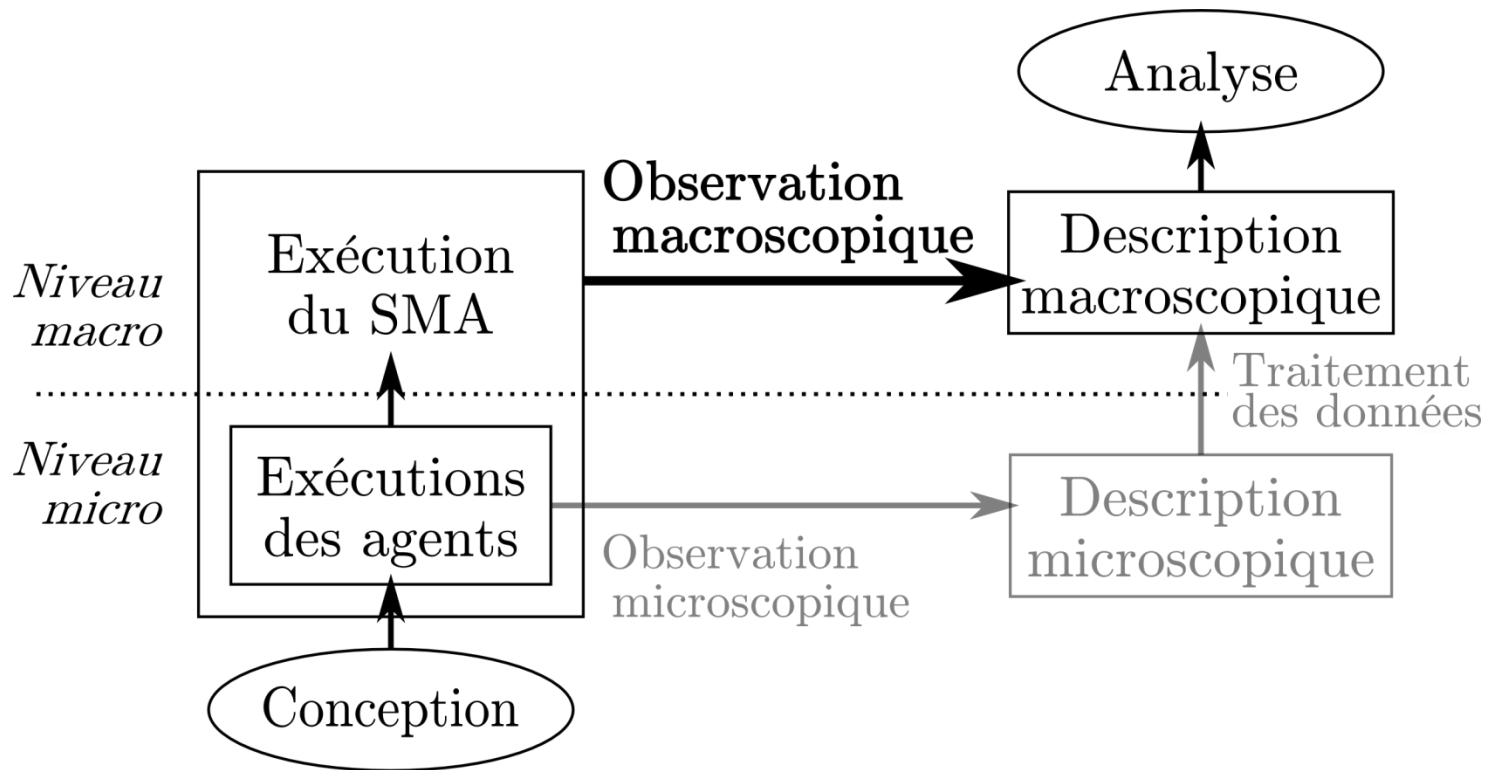 Analyse
Observation
macroscopique
Description
macroscopique
Exécution
du SMA
Niveau
macro
Traitement
des données
Niveau
micro
Exécutions
des agents
Description
microscopique
Observation
microscopique
Conception